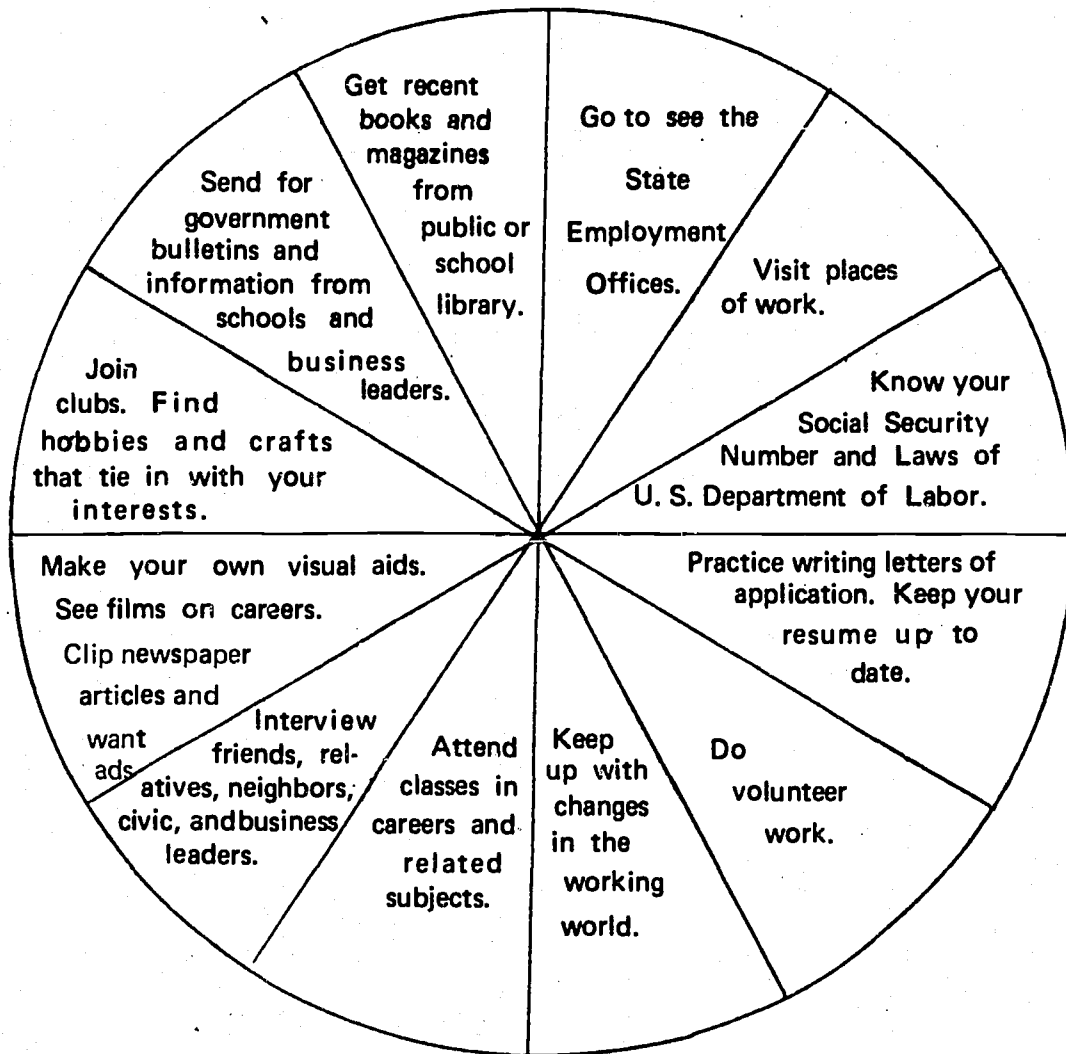 Get recent
books and
magazines
from
public or
school
library.
Go to see the
State
Employment
Offices.
Visit places
of work.
Know your
Social Security
Number and Laws of
U. S. Department of Labor.
Practice writing letters of
application. Keep your
resume up to
date.
Do
volunteer
work.
Keep
up with
changes
in the
working
world.
Attend
classes in
careers and
related
subjects.
Interview
friends, rel-
atives, neighbors,
civic, andbusiness
leaders.
Make your own visual aids.
See films on careers.
Clip newspaper
articles and
want
ads.
Join
clubs. Find
hobbies and crafts
that tie in with your
interests.
Send for
government
bulletins and
information from
schools and
business
leaders.